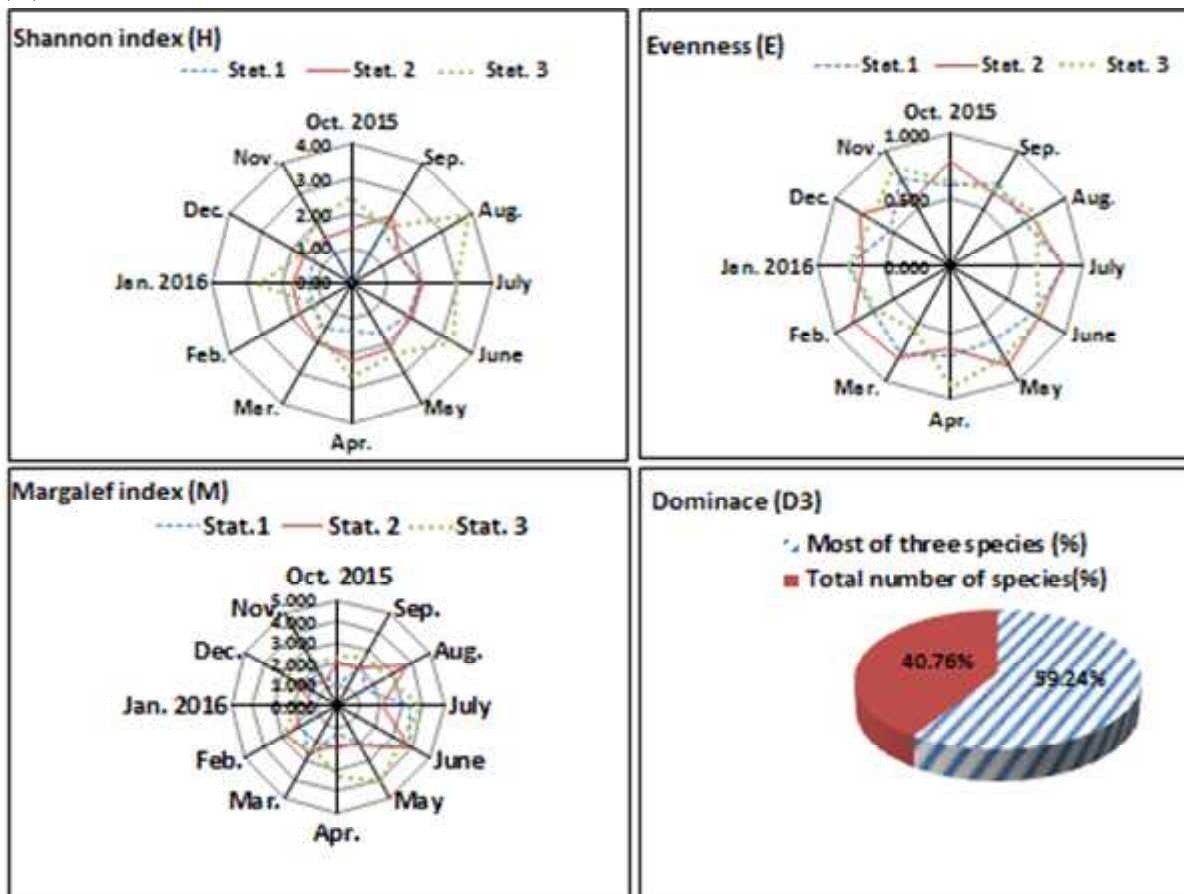 Shannon index (H)
Stat.1 Stat. 2 Stat. 3
Oct. 2015
4.00
3.00
2.00
1.00
0.00
Sep.
Aug.
July
June
May
Apr.
Mar.
Feb.
Jan. 2016
Dec.
Nov.
Evenness (E)
Stat.1 Stat. 2 Stat. 3
Oct. 2015
1.000
0.500
0.000
Sep.
Aug.
July
June
May
Apr.
Mar.
Feb.
Jan. 2016
Dec.
Nov.
Margalef index (M)
Stat.1 Stat. 2 Stat. 3
Oct. 2015
5.000
4.000
3.000
2.000
1.000
0.000
Sep.
Aug.
July
June
May
Apr.
Mar.
Feb.
Jan. 2016
Dec.
Nov.
Dominace (D3)
Most of three species (%)
Total number of species(%)
40.76%
59.24%